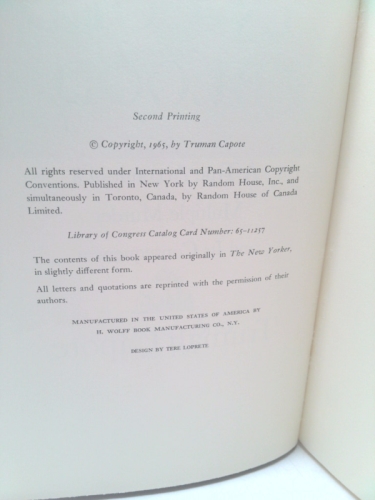 Second Printing
© Copyright, 1965, by Truman Capote
All rights reserved under International and Pan-American Copyright
Conventions. Published in New York by Random House, Inc., and
simultaneously in Toronto, Canada, by Random House of Canada
Limited.
Library of Congress Catalog Card Number: 65-11257
The contents of this book appeared originally in The New Yorker,
in slightly different form.
All letters and quotations are reprinted with the permission of their
authors.
MANUFACTURED IN THE UNITED STATES OF AMERICA BY
H. WOLFF BOOK MANUFACTURING CO., N.Y.
DESIGN BY TERE LOPRETE